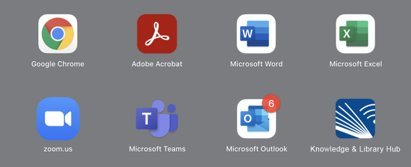 Google Chrome
Adobe Acrobat
W
Microsoft Word
X
Microsoft Excel
zoom.us
T
Microsoft Teams
6
O
Microsoft Outlook
Knowledge & Library Hub